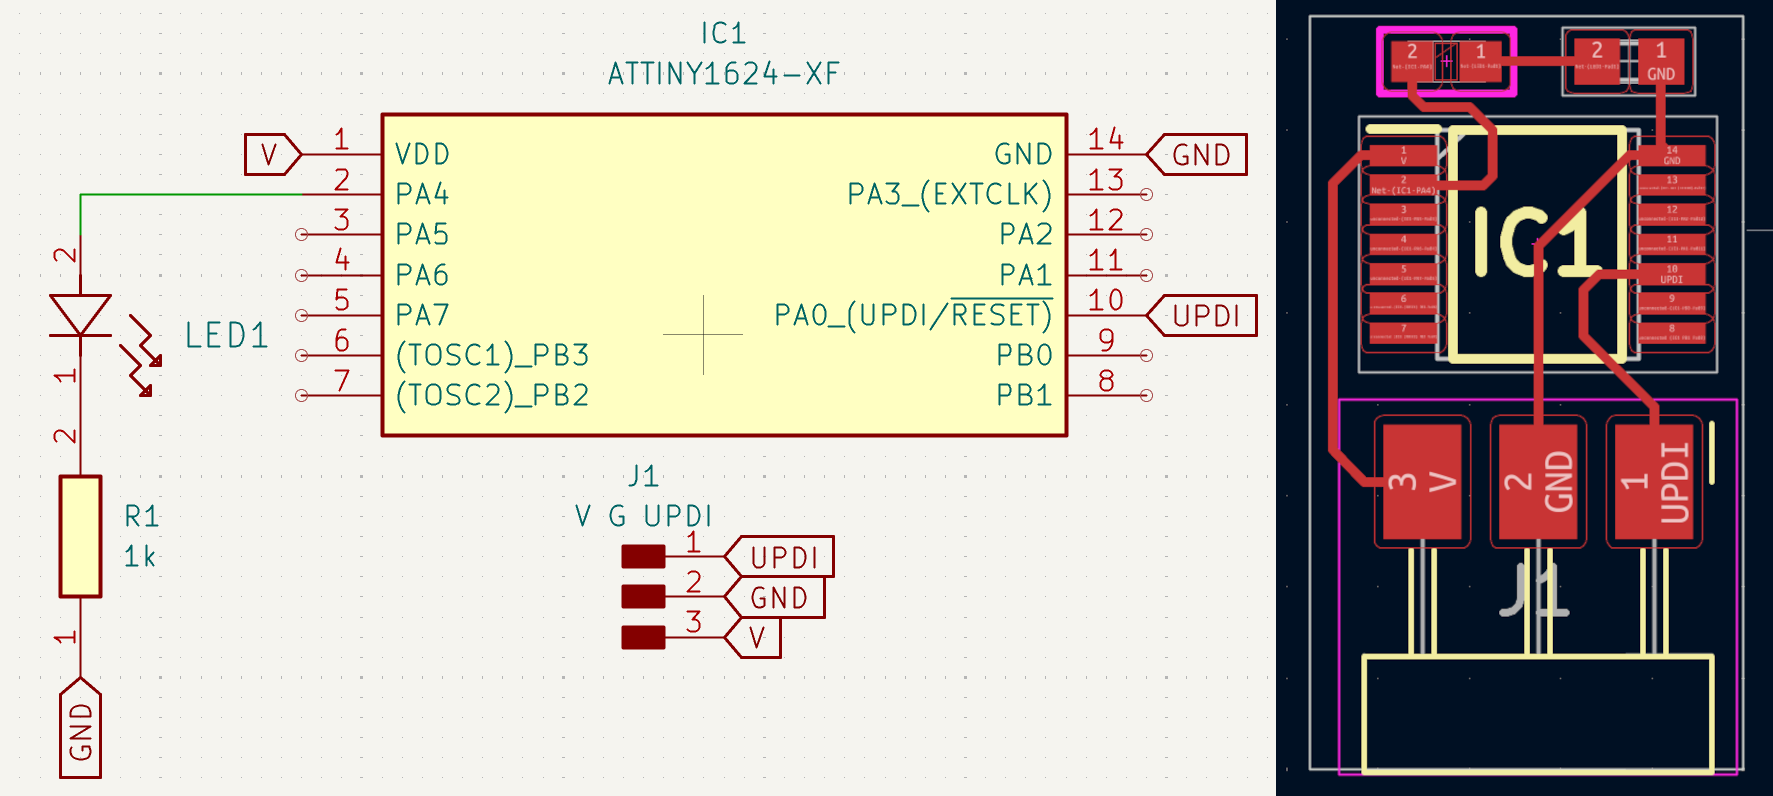 IC1
ATTINY1624-XF
V 1 VDD
2 PA4
3 PA5
4 PA6
5 PA7
6 (TOSC1)_PB3
7 (TOSC2)_PB2
GND 14 GND
PA3_(EXTCLK) 13
PA2 12
PA1 11
PA0_(UPDI/RESET) 10 UPDI
PB0 9
PB1 8
2
LED1
1
2
R1
1k
1
GND
J1
V G UPDI
1 UPDI
2 GND
3 V
2 1
2 1
GND
1
V
2
Net-(IC1-PA4)
3
4
5
6
7
IC1
14
GND
13
12
11
10
UPDI
9
8
3 V
2 GND
1 UPDI
J1